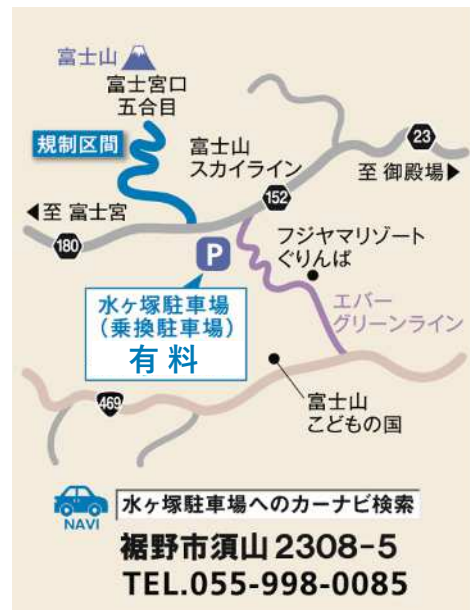 富士山
富士宮口
五合目
規制区間
富士山
スカイライン
23
至 御殿場▶
152
◀至 富士宮
180
P
フジヤマリゾート
ぐりんぱ
水ヶ塚駐車場
(乗換駐車場)
有料
エバー
グリーンライン
469
富士山
こどもの国
NAVI
水ヶ塚駐車場へのカーナビ検索
裾野市須山2308-5
TEL.055-998-0085